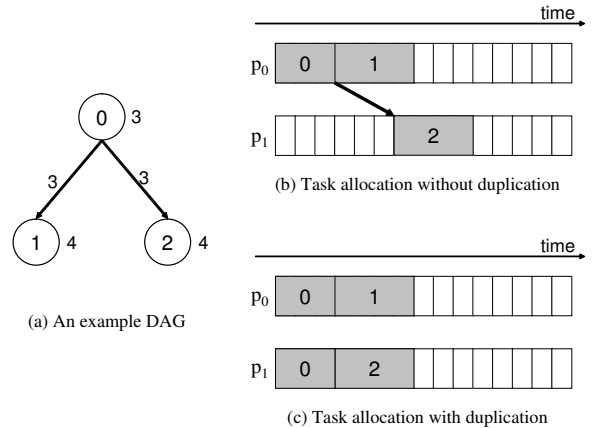 0 3
3 3
1 4 2 4
(a) An example DAG
time
p0 0 1
p1 2
(b) Task allocation without duplication
time
p0 0 1
p1 0 2
(c) Task allocation with duplication